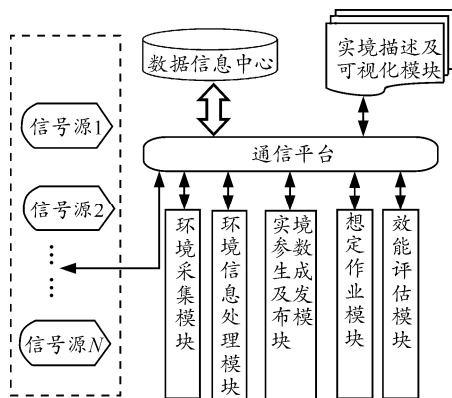 数据信息中心
实境描述及
可视化模块
信号源1
通信平台
信号源2
信号源N
环境采集模块
环境信息处理模块
实境参数生成及发布模块
想定作业模块
效能评估模块